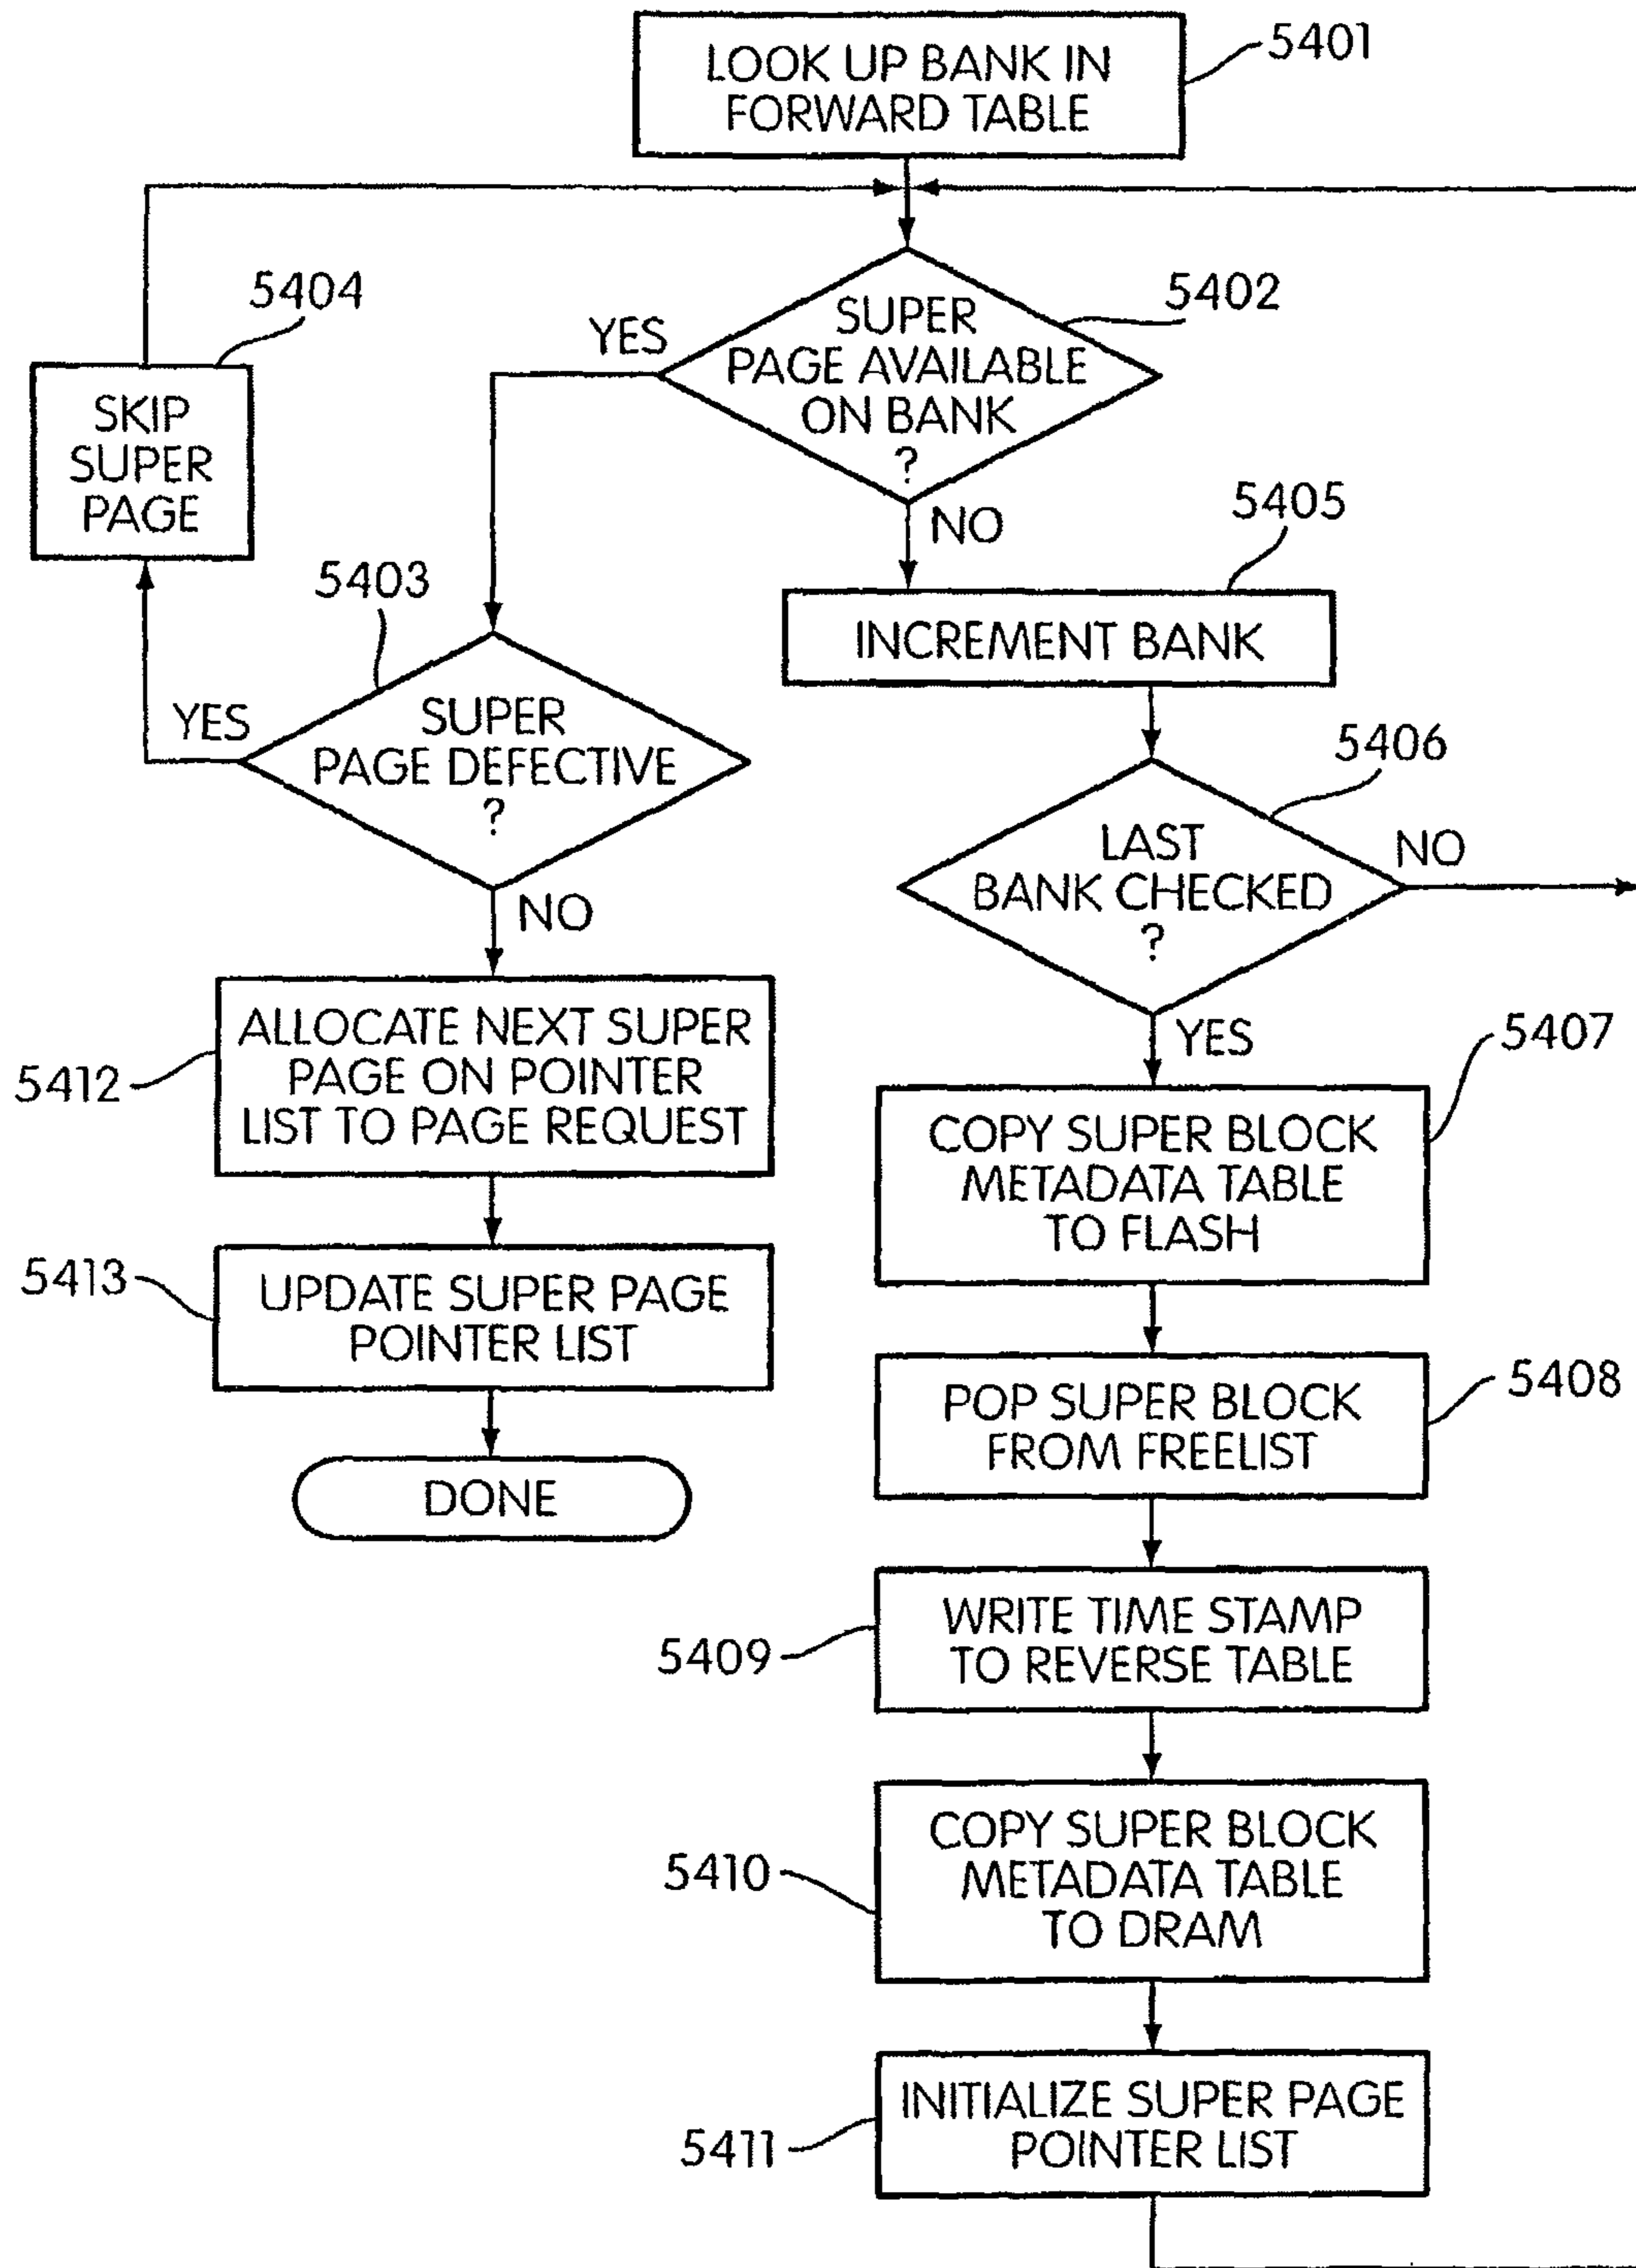 LOOK UP BANK IN
FORWARD TABLE
5401
5404
SKIP
SUPER
PAGE
YES
SUPER
PAGE AVAILABLE
ON BANK
?
5402
NO
5405
INCREMENT BANK
5403
YES
SUPER
PAGE DEFECTIVE
?
NO
5406
LAST
BANK CHECKED
?
NO
YES
5412
ALLOCATE NEXT SUPER
PAGE ON POINTER
LIST TO PAGE REQUEST
5407
COPY SUPER BLOCK
METADATA TABLE
TO FLASH
5413
UPDATE SUPER PAGE
POINTER LIST
DONE
5408
POP SUPER BLOCK
FROM FREELIST
5409
WRITE TIME STAMP
TO REVERSE TABLE
5410
COPY SUPER BLOCK
METADATA TABLE
TO DRAM
5411
INITIALIZE SUPER PAGE
POINTER LIST